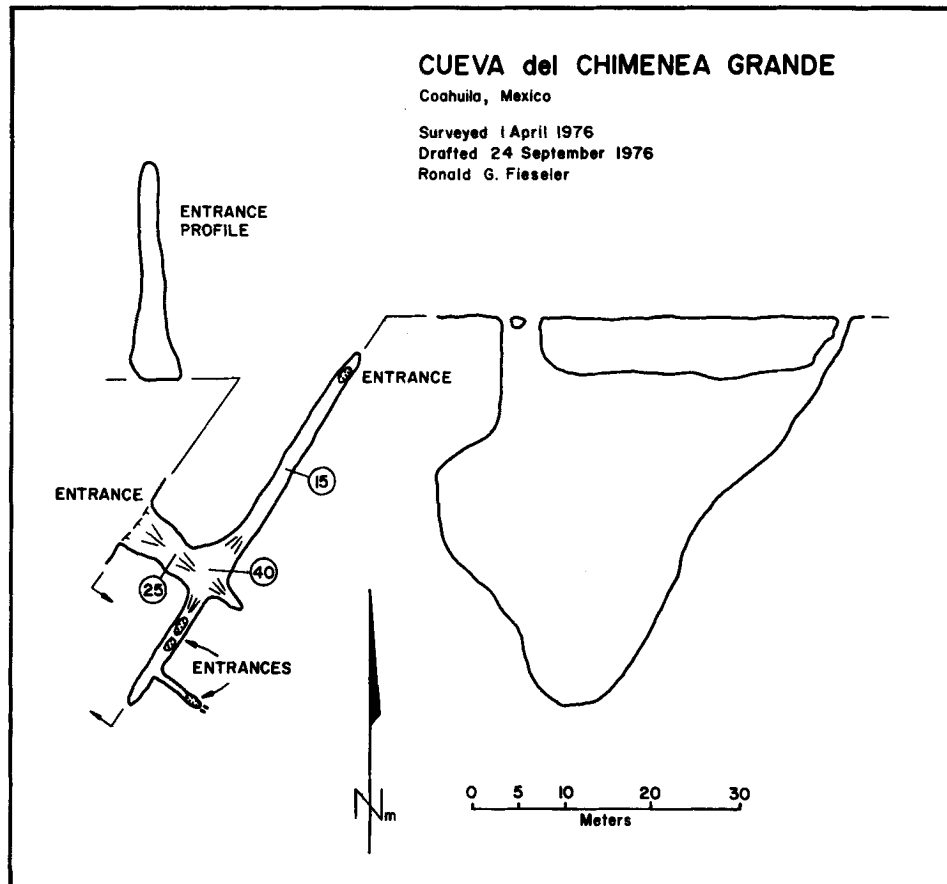 CUEVA del CHIMENEA GRANDE
Coahuila, Mexico
Surveyed 1 April 1976
Drafted 24 September 1976
Ronald G. Fieseler
ENTRANCE
PROFILE
ENTRANCE
15
ENTRANCE
40
25
ENTRANCES
Nm
0 5 10 20 30
Meters